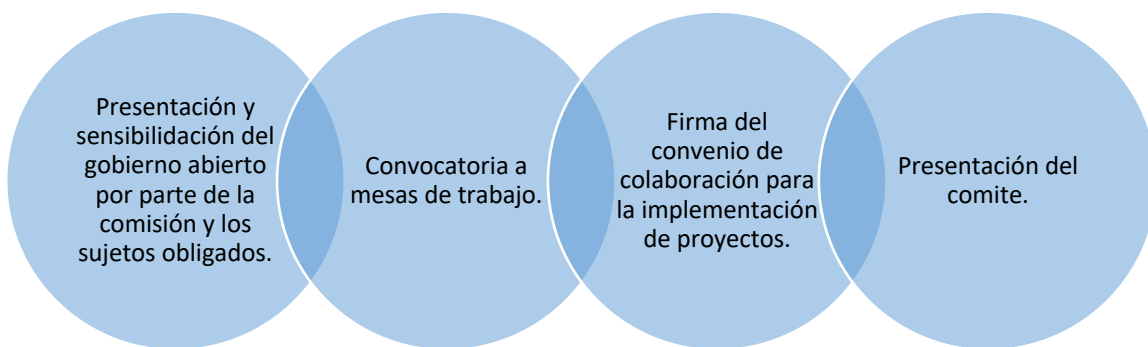 Presentación y
sensibilidación del
gobierno abierto
por parte de la
comisión y los
sujetos obligados.
Convocatoria a
mesas de trabajo.
Firma del
convenio de
colaboración para
la implementación
de proyectos.
Presentación del
comite.